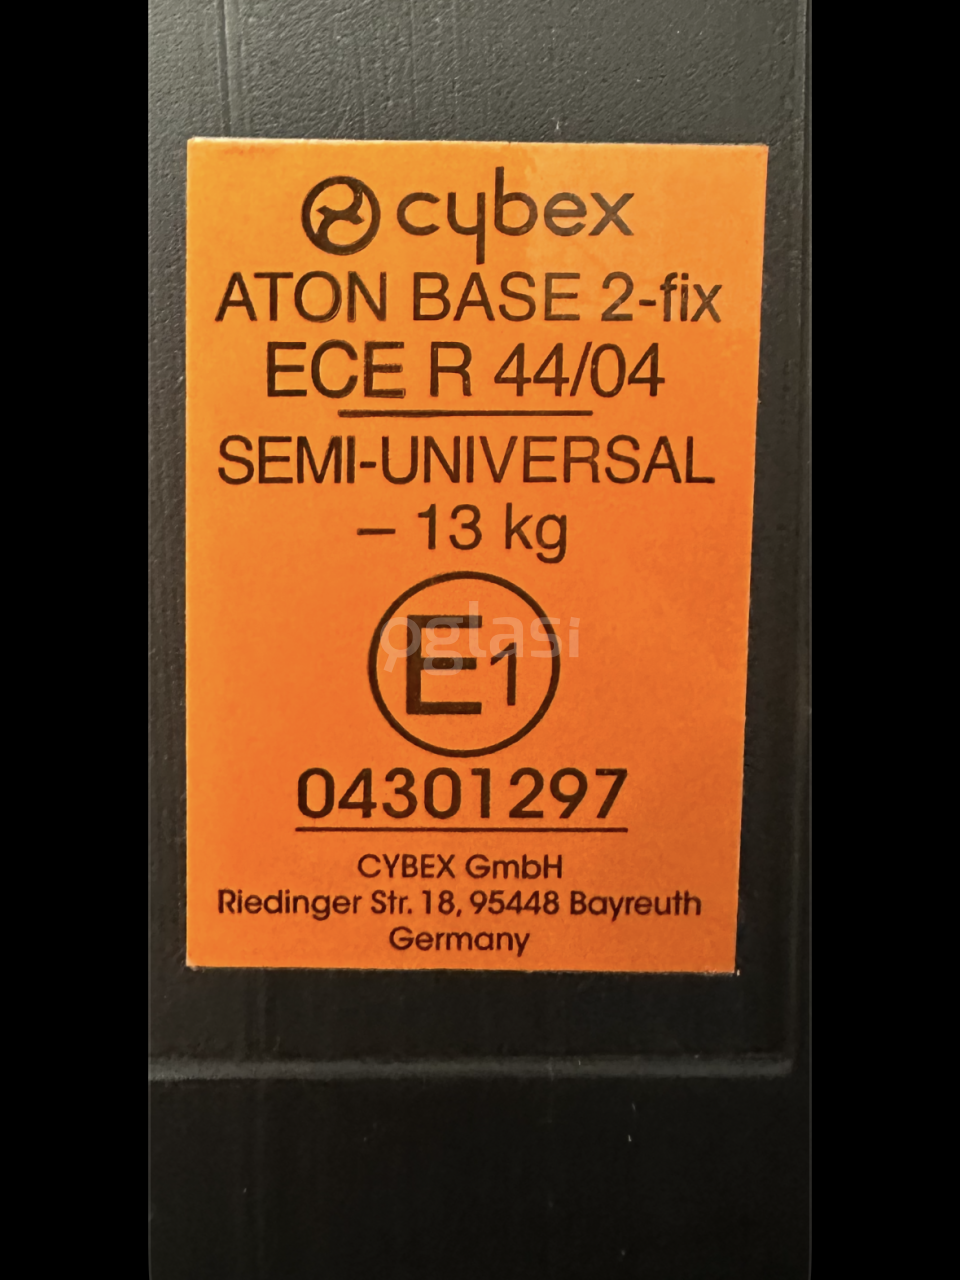 cybex
ATON BASE 2-fix
ECE R 44/04
SEMI-UNIVERSAL
– 13 kg
E1
oglasi
04301297
CYBEX GmbH
Riedinger Str. 18, 95448 Bayreuth
Germany